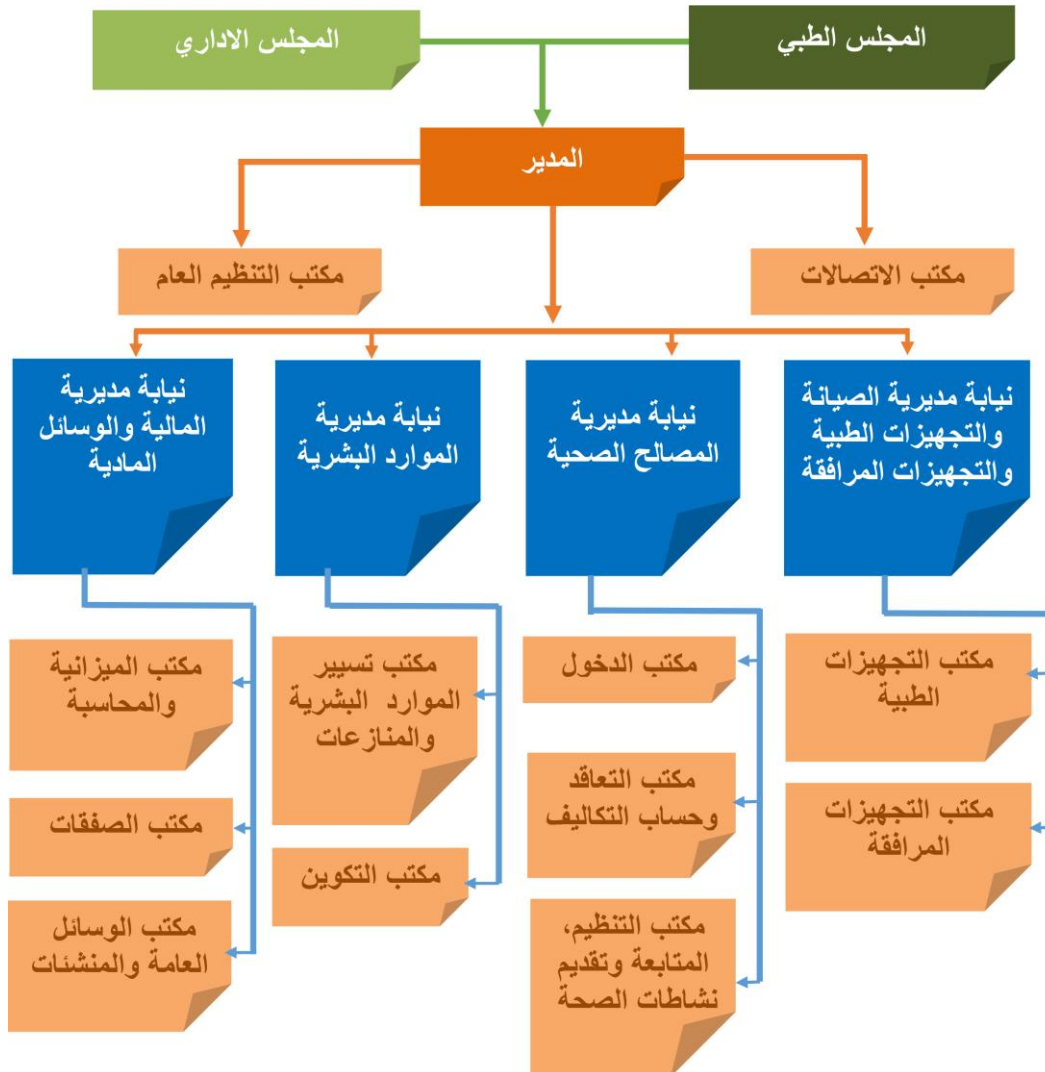 المجلس الطبي
المجلس الاداري
المدير
مكتب الاتصالات
مكتب التنظيم العام
نيابة مديرية الصيانة
والتجهيزات الطبية
والتجهيزات المرافقة
نيابة مديرية
المصالح الصحية
نيابة مديرية
الموارد البشرية
نيابة مديرية
المالية والوسائل
المادية
مكتب التجهيزات
الطبية
مكتب التجهيزات
المرافقة
مكتب الدخول
مكتب التعاقد
وحساب التكاليف
مكتب التنظيم،
المتابعة وتقديم
نشاطات الصحة
مكتب تسيير
الموارد البشرية
والمنازعات
مكتب التكوين
مكتب الميزانية
والمحاسبة
مكتب الصفقات
مكتب الوسائل
العامة والمنشئات